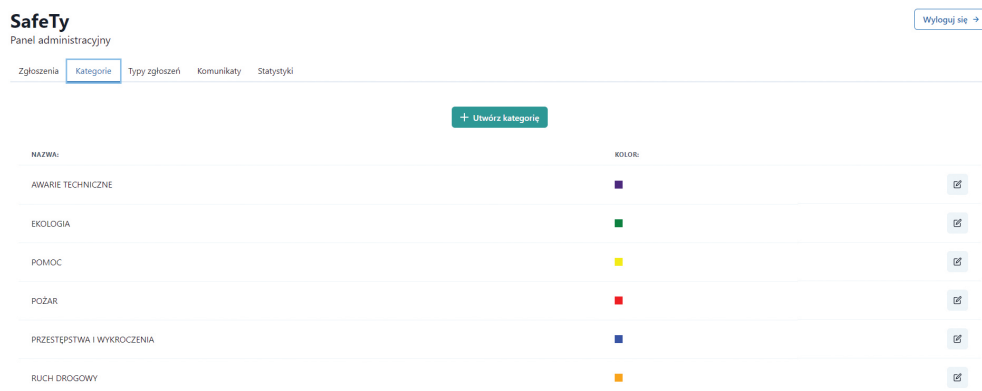 SafeTy
Wyloguj się →
Panel administracyjny
Zgłoszenia Kategorie Typy zgłoszeń Komunikaty Statystyki
+ Utwórz kategorię
NAZWA: KOLOR:
AWARIE TECHNICZNE
EKOLOGIA
POMOC
POŻAR
PRZESTĘPSTWA I WYKROCZENIA
RUCH DROGOWY